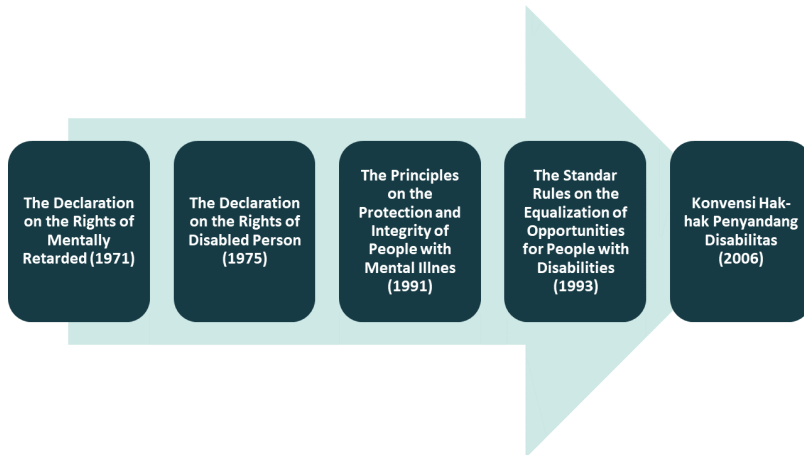 The Declaration
on the Rights of
Mentally
Retarded (1971)
The Declaration
on the Rights of
Disabled Person
(1975)
The Principles
on the
Protection and
Integrity of
People with
Mental Illnes
(1991)
The Standar
Rules on the
Equalization of
Opportunities
for People with
Disabilities
(1993)
Konvensi Hak-
hak Penyandang
Disabilitas
(2006)